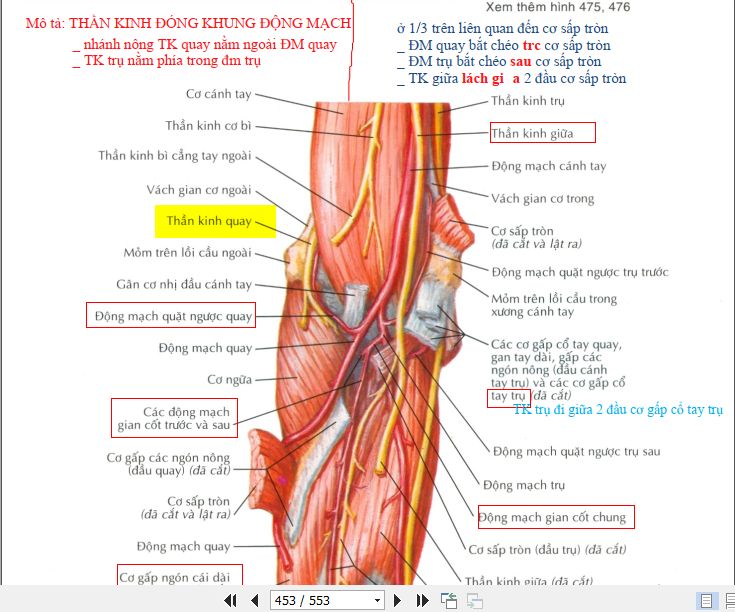 Xem thêm hình 475, 476
Mô tả: THẦN KINH ĐÓNG KHUNG ĐỘNG MẠCH
_ nhánh nông TK quay nằm ngoài ĐM quay
_ TK trụ nằm phía trong đm trụ
ở 1/3 trên liên quan đến cơ sấp tròn
_ ĐM quay bắt chéo trc cơ sấp tròn
_ ĐM trụ bắt chéo sau cơ sấp tròn
_ TK giữa lách gi a 2 đầu cơ sấp tròn
Cơ cánh tay
Thần kinh cơ bì
Thần kinh bì cẳng tay ngoài
Vách gian cơ ngoài
Thần kinh quay
Mỏm trên lồi cầu ngoài
Gân cơ nhị đầu cánh tay
Động mạch quặt ngược quay
Động mạch quay
Cơ ngửa
Các động mạch
gian cốt trước và sau
Cơ gấp các ngón nông
(đầu quay) (đã cắt)
Cơ sấp tròn
(đã cắt và lật ra)
Động mạch quay
Cơ gấp ngón cái dài
Thần kinh trụ
Thần kinh giữa
Động mạch cánh tay
Vách gian cơ trong
Cơ sấp tròn
(đã cắt và lật ra)
Động mạch quặt ngược trụ trước
Mỏm trên lồi cầu trong
xương cánh tay
Các cơ gấp cổ tay quay,
gan tay dài, gấp các
ngón nông (đầu cánh
tay trụ) và các cơ gấp cổ
tay trụ (đã cắt)
TK trụ đi giữa 2 đầu cơ gấp cổ tay trụ
Động mạch quặt ngược trụ sau
Động mạch trụ
Động mạch gian cốt chung
Cơ sấp tròn (đầu trụ) (đã cắt)
Thần kinh giữa (đã cắt)
453 / 553